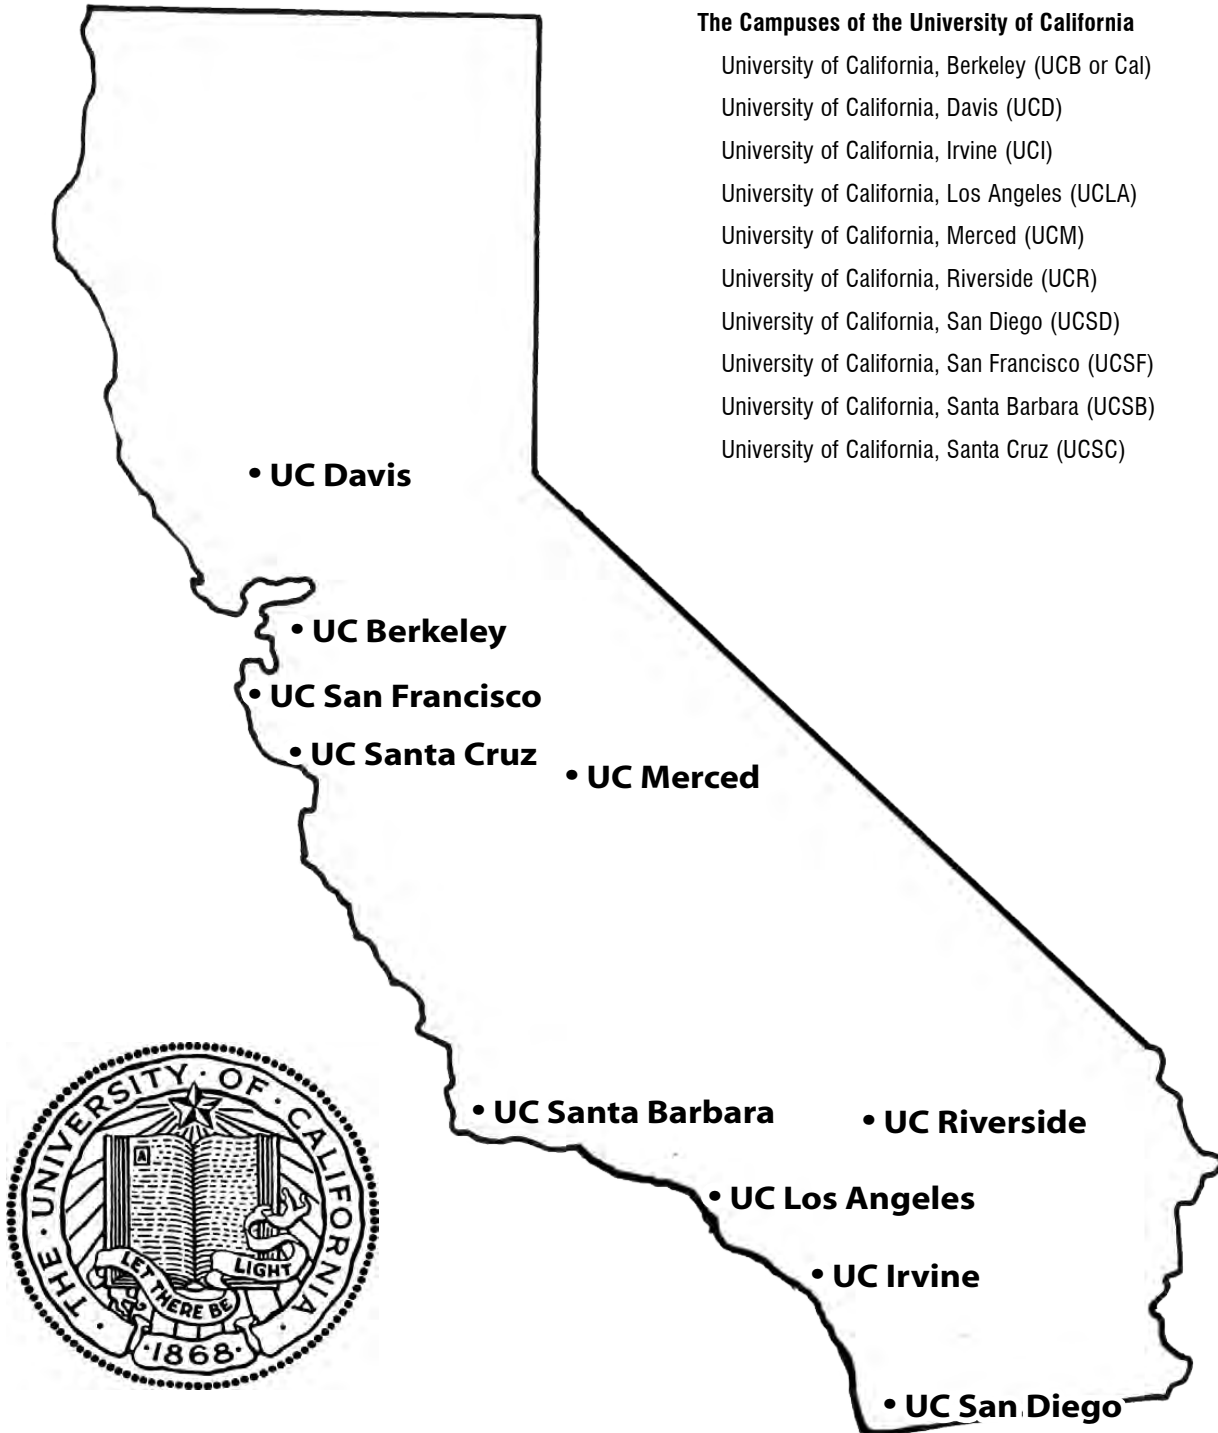 The Campuses of the University of California
University of California, Berkeley (UCB or Cal)
University of California, Davis (UCD)
University of California, Irvine (UCI)
University of California, Los Angeles (UCLA)
University of California, Merced (UCM)
University of California, Riverside (UCR)
University of California, San Diego (UCSD)
University of California, San Francisco (UCSF)
University of California, Santa Barbara (UCSB)
University of California, Santa Cruz (UCSC)
• UC Davis
• UC Berkeley
• UC San Francisco
• UC Santa Cruz
• UC Merced
• UC Santa Barbara
• UC Riverside
• UC Los Angeles
• UC Irvine
• UC San Diego
· THE · UNIVERSITY · OF · CALIFORNIA ·
A
LET THERE BE
LIGHT
· 1868 ·